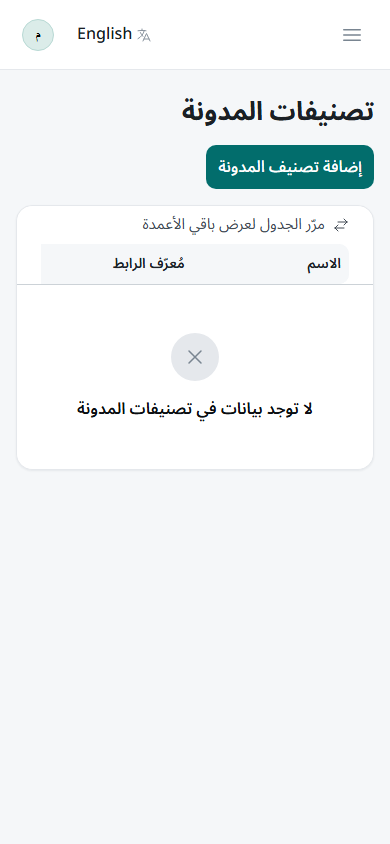 English
م
تصنيفات المدونة
إضافة تصنيف المدونة
مرّر الجدول لعرض باقي الأعمدة
الاسم
مُعرّف الرابط
لا توجد بيانات في تصنيفات المدونة